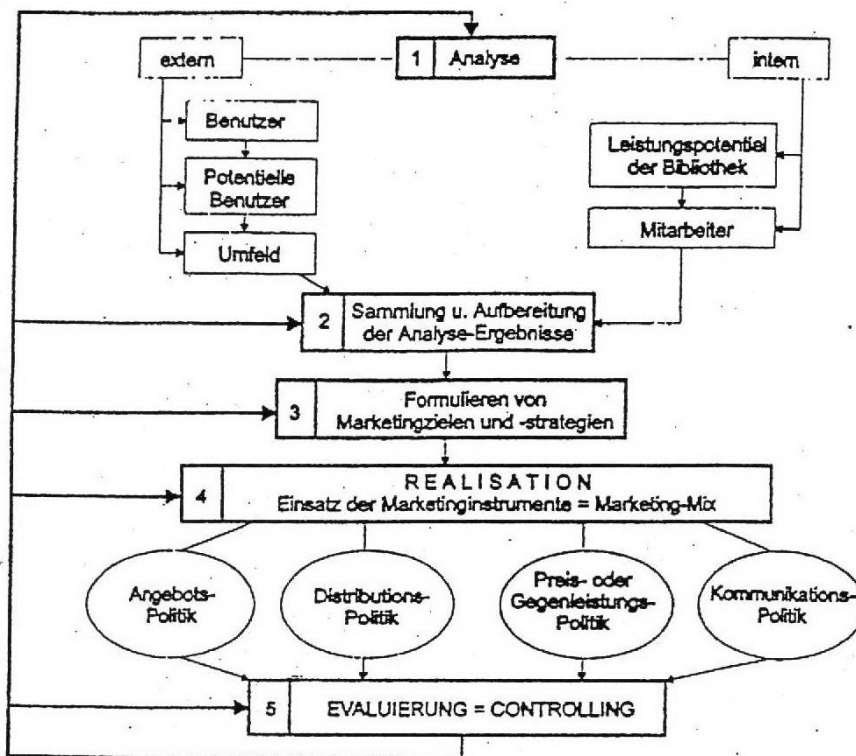 extern
1 Analyse
intern
Benutzer
Potentielle
Benutzer
Umfeld
Leistungspotential
der Bibliothek
Mitarbeiter
2 Sammlung u. Aufbereitung
der Analyse-Ergebnisse
3 Formulieren von
Marketingzielen und -strategien
4 REALISATION
Einsatz der Marketinginstrumente = Markeöng-Mix
Angebots-
Politik
Distributions-
Politik
Preis- oder
Gegenleistungs-
Politik
Kommunikations-
Politik
5 EVALUIERUNG = CONTROLLING